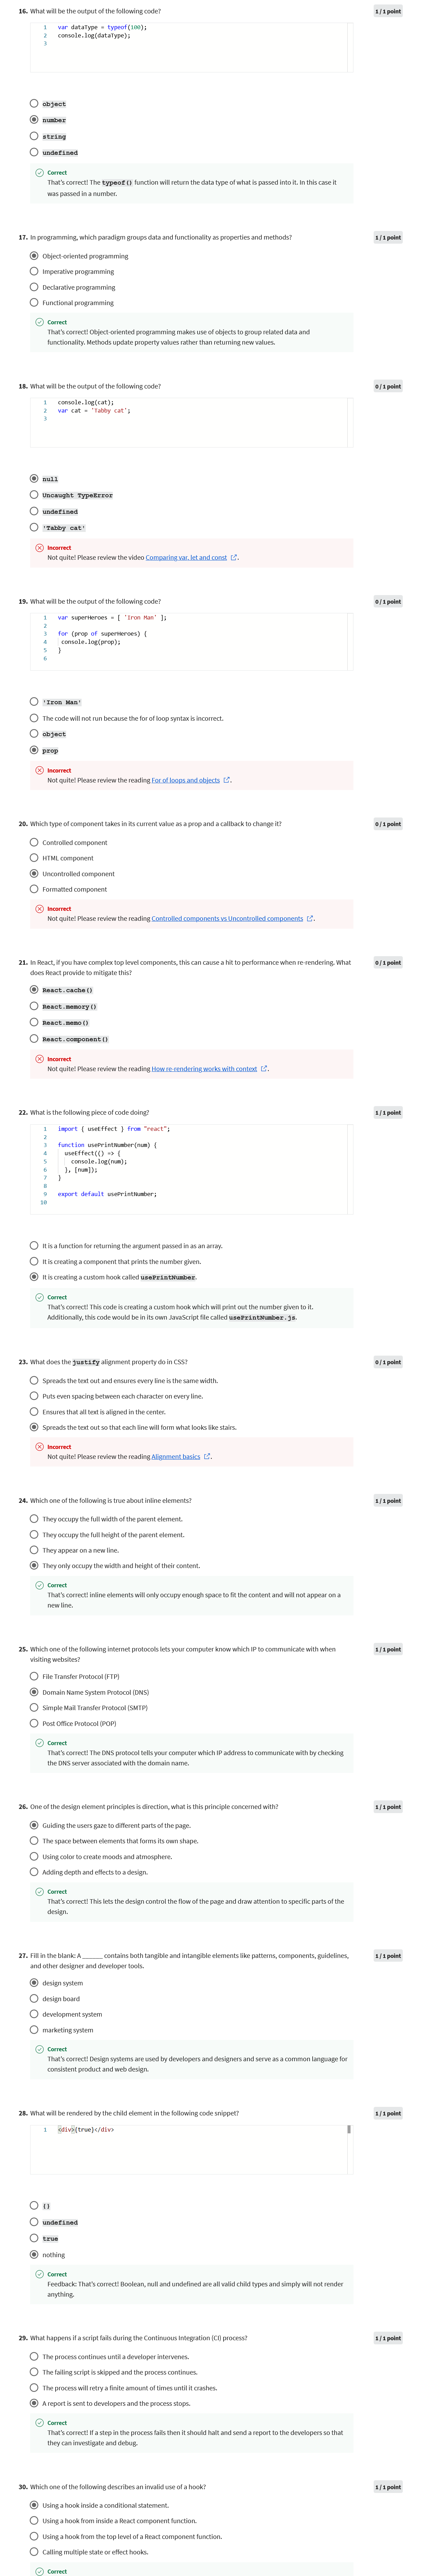 16. What will be the output of the following code?
1 / 1 point
1 var dataType = typeof(100);
2 console.log(dataType);
3
object
number
string
undefined
Correct
That's correct! The typeof() function will return the data type of what is passed into it. In this case it
was passed in a number.
17. In programming, which paradigm groups data and functionality as properties and methods?
1 / 1 point
Object-oriented programming
Imperative programming
Declarative programming
Functional programming
Correct
That's correct! Object-oriented programming makes use of objects to group related data and
functionality. Methods update property values rather than returning new values.
18. What will be the output of the following code?
0 / 1 point
1 console.log(cat);
2 var cat = 'Tabby cat';
3
null
Uncaught TypeError
undefined
'Tabby cat'
Incorrect
Not quite! Please review the video Comparing var, let and const.
19. What will be the output of the following code?
0 / 1 point
1 var superHeroes = [ 'Iron Man' ];
2
3 for (prop of superHeroes) {
4 console.log(prop);
5 }
6
'Iron Man'
The code will not run because the for of loop syntax is incorrect.
object
prop
Incorrect
Not quite! Please review the reading For of loops and objects.
20. Which type of component takes in its current value as a prop and a callback to change it?
0 / 1 point
Controlled component
HTML component
Uncontrolled component
Formatted component
Incorrect
Not quite! Please review the reading Controlled components vs Uncontrolled components.
21. In React, if you have complex top level components, this can cause a hit to performance when re-rendering. What
does React provide to mitigate this?
0 / 1 point
React.cache()
React.memory()
React.memo()
React.component()
Incorrect
Not quite! Please review the reading How re-rendering works with context.
22. What is the following piece of code doing?
1 / 1 point
1 import { useEffect } from "react";
2
3 function usePrintNumber(num) {
4 useEffect(() => {
5 console.log(num);
6 }, [num]);
7 }
8
9 export default usePrintNumber;
10
It is a function for returning the argument passed in as an array.
It is creating a component that prints the number given.
It is creating a custom hook called usePrintNumber.
Correct
That's correct! This code is creating a custom hook which will print out the number given to it.
Additionally, this code would be in its own JavaScript file called usePrintNumber.js.
23. What does the justify alignment property do in CSS?
0 / 1 point
Spreads the text out and ensures every line is the same width.
Puts even spacing between each character on every line.
Ensures that all text is aligned in the center.
Spreads the text out so that each line will form what looks like stairs.
Incorrect
Not quite! Please review the reading Alignment basics.
24. Which one of the following is true about inline elements?
1 / 1 point
They occupy the full width of the parent element.
They occupy the full height of the parent element.
They appear on a new line.
They only occupy the width and height of their content.
Correct
That's correct! inline elements will only occupy enough space to fit the content and will not appear on a
new line.
25. Which one of the following internet protocols lets your computer know which IP to communicate with when
visiting websites?
1 / 1 point
File Transfer Protocol (FTP)
Domain Name System Protocol (DNS)
Simple Mail Transfer Protocol (SMTP)
Post Office Protocol (POP)
Correct
That's correct! The DNS protocol tells your computer which IP address to communicate with by checking
the DNS server associated with the domain name.
26. One of the design element principles is direction, what is this principle concerned with?
1 / 1 point
Guiding the users gaze to different parts of the page.
The space between elements that forms its own shape.
Using color to create moods and atmosphere.
Adding depth and effects to a design.
Correct
That's correct! This lets the design control the flow of the page and draw attention to specific parts of the
design.
27. Fill in the blank: A ______ contains both tangible and intangible elements like patterns, components, guidelines,
and other designer and developer tools.
1 / 1 point
design system
design board
development system
marketing system
Correct
That's correct! Design systems are used by developers and designers and serve as a common language for
consistent product and web design.
28. What will be rendered by the child element in the following code snippet?
1 / 1 point
1 <div>{true}</div>
{}
undefined
true
nothing
Correct
Feedback: That's correct! Boolean, null and undefined are all valid child types and simply will not render
anything.
29. What happens if a script fails during the Continuous Integration (CI) process?
1 / 1 point
The process continues until a developer intervenes.
The failing script is skipped and the process continues.
The process will retry a finite amount of times until it crashes.
A report is sent to developers and the process stops.
Correct
That's correct! If a step in the process fails then it should halt and send a report to the developers so that
they can investigate and debug.
30. Which one of the following describes an invalid use of a hook?
1 / 1 point
Using a hook inside a conditional statement.
Using a hook from inside a React component function.
Using a hook from the top level of a React component function.
Calling multiple state or effect hooks.
Correct